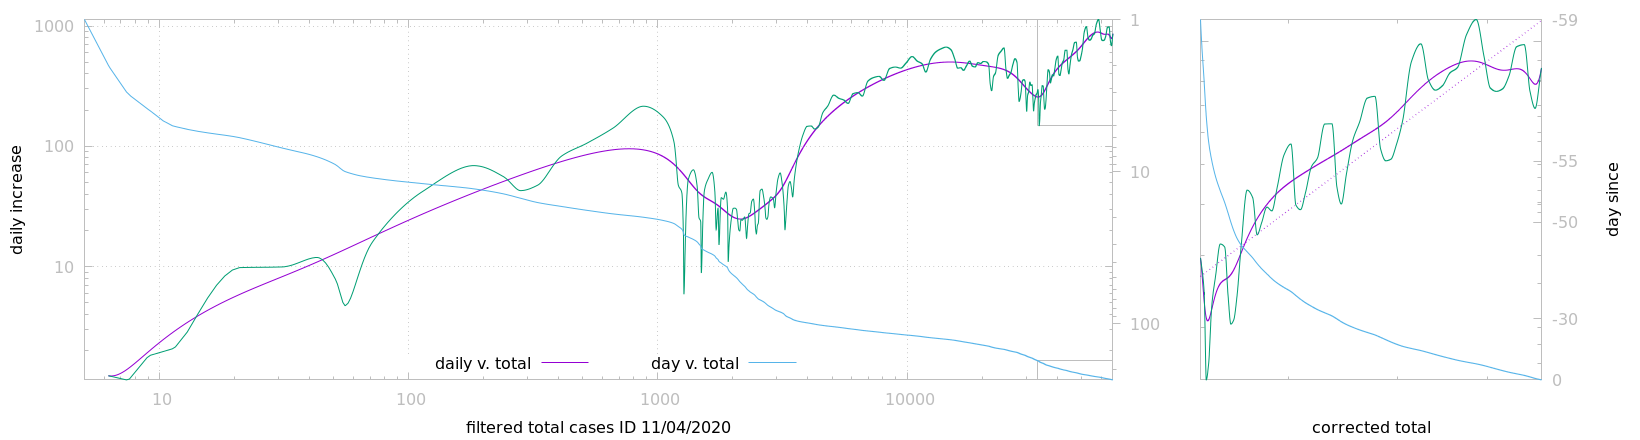 1000
100
10
daily increase
10
100
1000
10000
filtered total cases ID 11/04/2020
daily v. total
day v. total
1
10
100
-59
-55
-50
-30
0
day since
corrected total